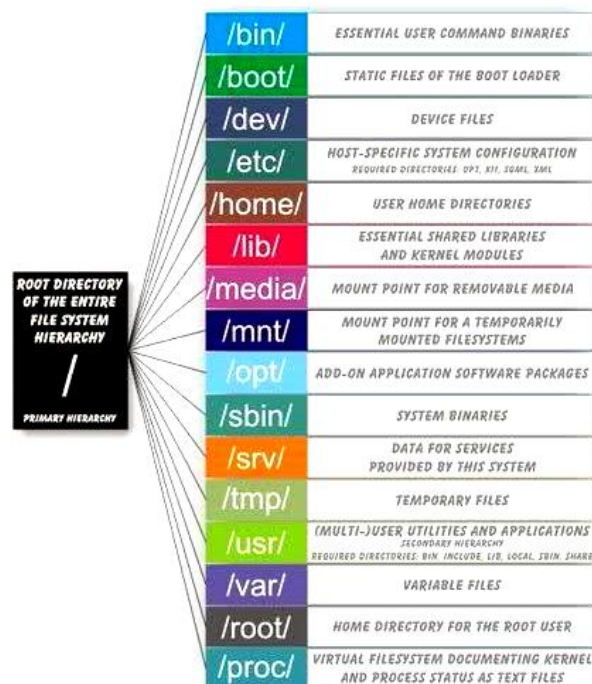 ROOT DIRECTORY
OF THE ENTIRE
FILE SYSTEM
HIERARCHY
/
PRIMARY HIERARCHY
/bin/
ESSENTIAL USER COMMAND BINARIES
/boot/
STATIC FILES OF THE BOOT LOADER
/dev/
DEVICE FILES
/etc/
HOST-SPECIFIC SYSTEM CONFIGURATION
REQUIRED DIRECTORIES: OPT, X11, SGML, XML
/home/
USER HOME DIRECTORIES
/lib/
ESSENTIAL SHARED LIBRARIES
AND KERNEL MODULES
/media/
MOUNT POINT FOR REMOVABLE MEDIA
/mnt/
MOUNT POINT FOR A TEMPORARILY
MOUNTED FILESYSTEMS
/opt/
ADD-ON APPLICATION SOFTWARE PACKAGES
/sbin/
SYSTEM BINARIES
/srv/
DATA FOR SERVICES
PROVIDED BY THIS SYSTEM
/tmp/
TEMPORARY FILES
/usr/
(MULTI-)USER UTILITIES AND APPLICATIONS
SECONDARY HIERARCHY
REQUIRED DIRECTORIES: BIN, INCLUDE, LIB, LOCAL, SBIN, SHARE
/var/
VARIABLE FILES
/root/
HOME DIRECTORY FOR THE ROOT USER
/proc/
VIRTUAL FILESYSTEM DOCUMENTING KERNEL
AND PROCESS STATUS AS TEXT FILES